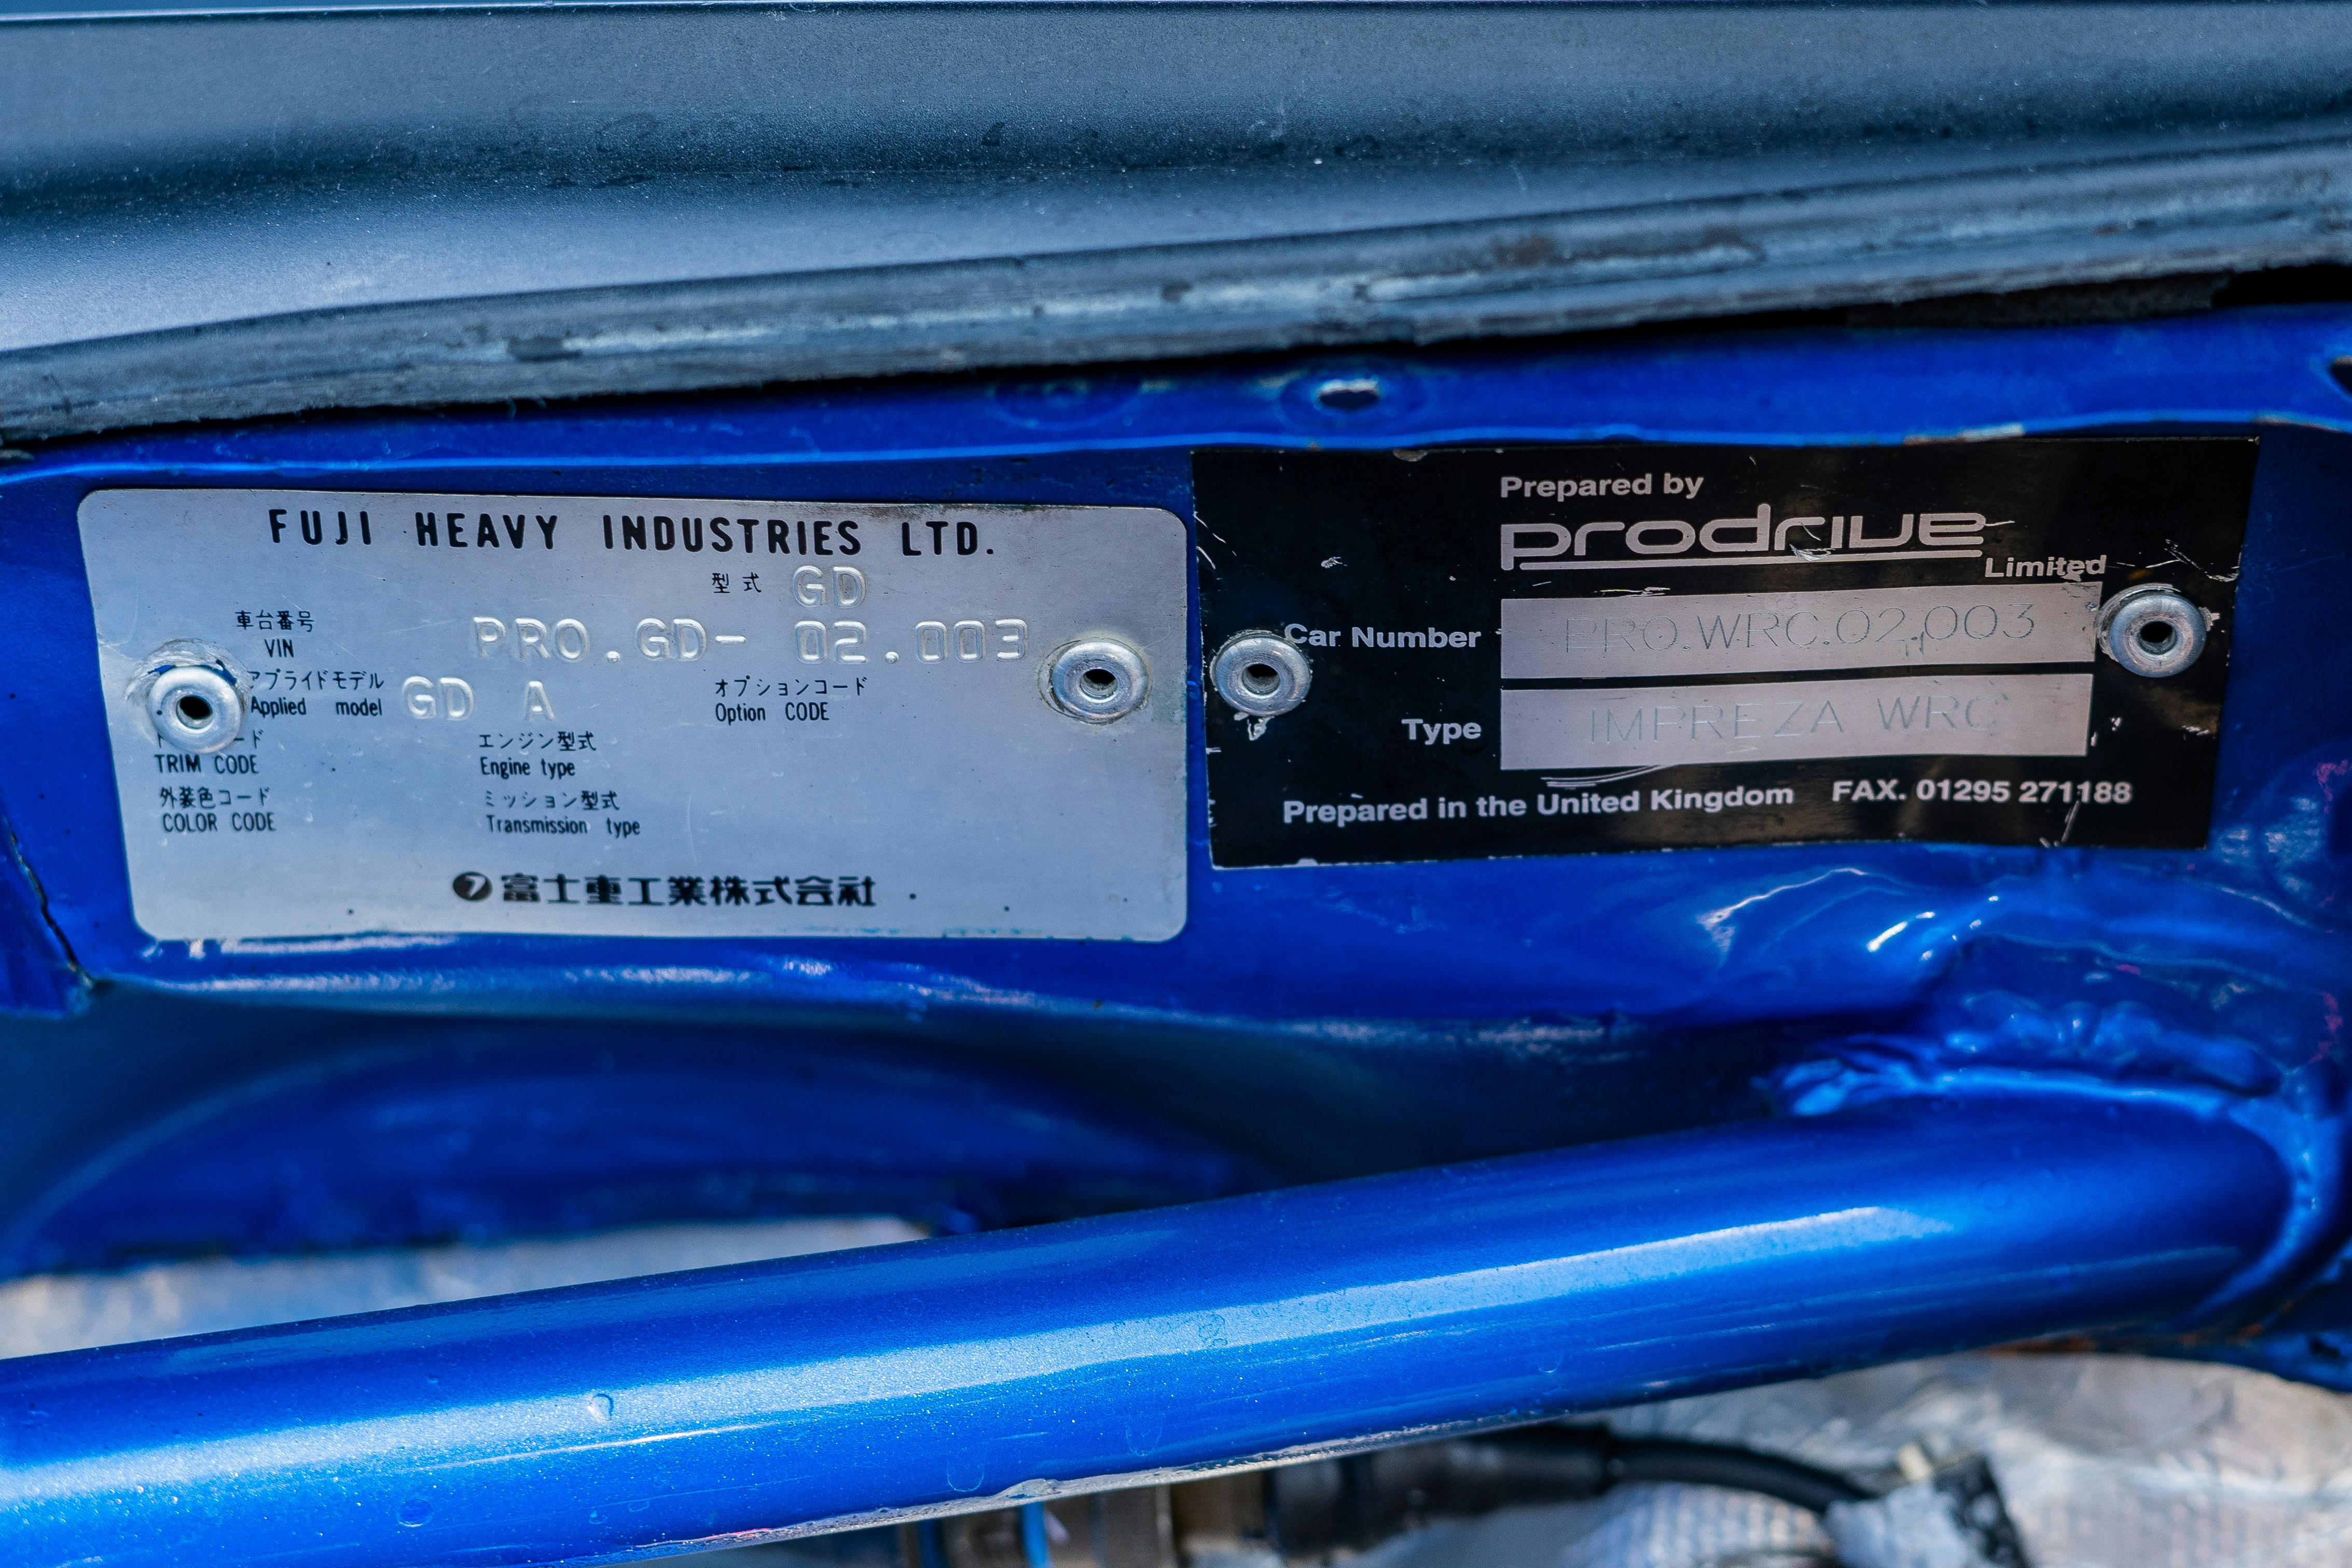 FUJI HEAVY INDUSTRIES LTD.
型式 GD
車台番号
VIN PRO.GD- 02.003
アプライドモデル
Applied model GD A
オプションコード
Option CODE
TRIM CODE
エンジン型式
Engine type
外装色コード
COLOR CODE
ミッション型式
Transmission type
富士重工業株式会社
Prepared by
prodrive
Limited
Car Number PRO.WRC.02.003
Type IMPREZA WRC
Prepared in the United Kingdom FAX. 01295 271188